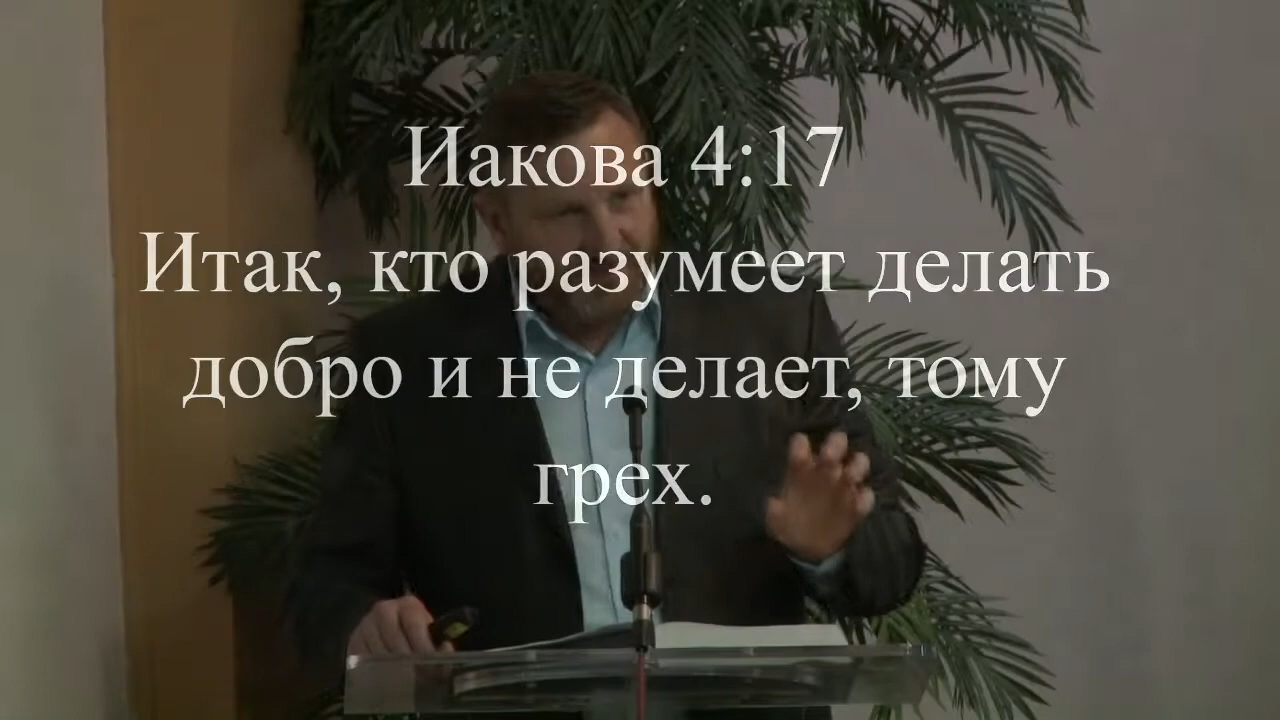 Иакова 4:17
Итак, кто разумеет делать
добро и не делает, тому
грех.